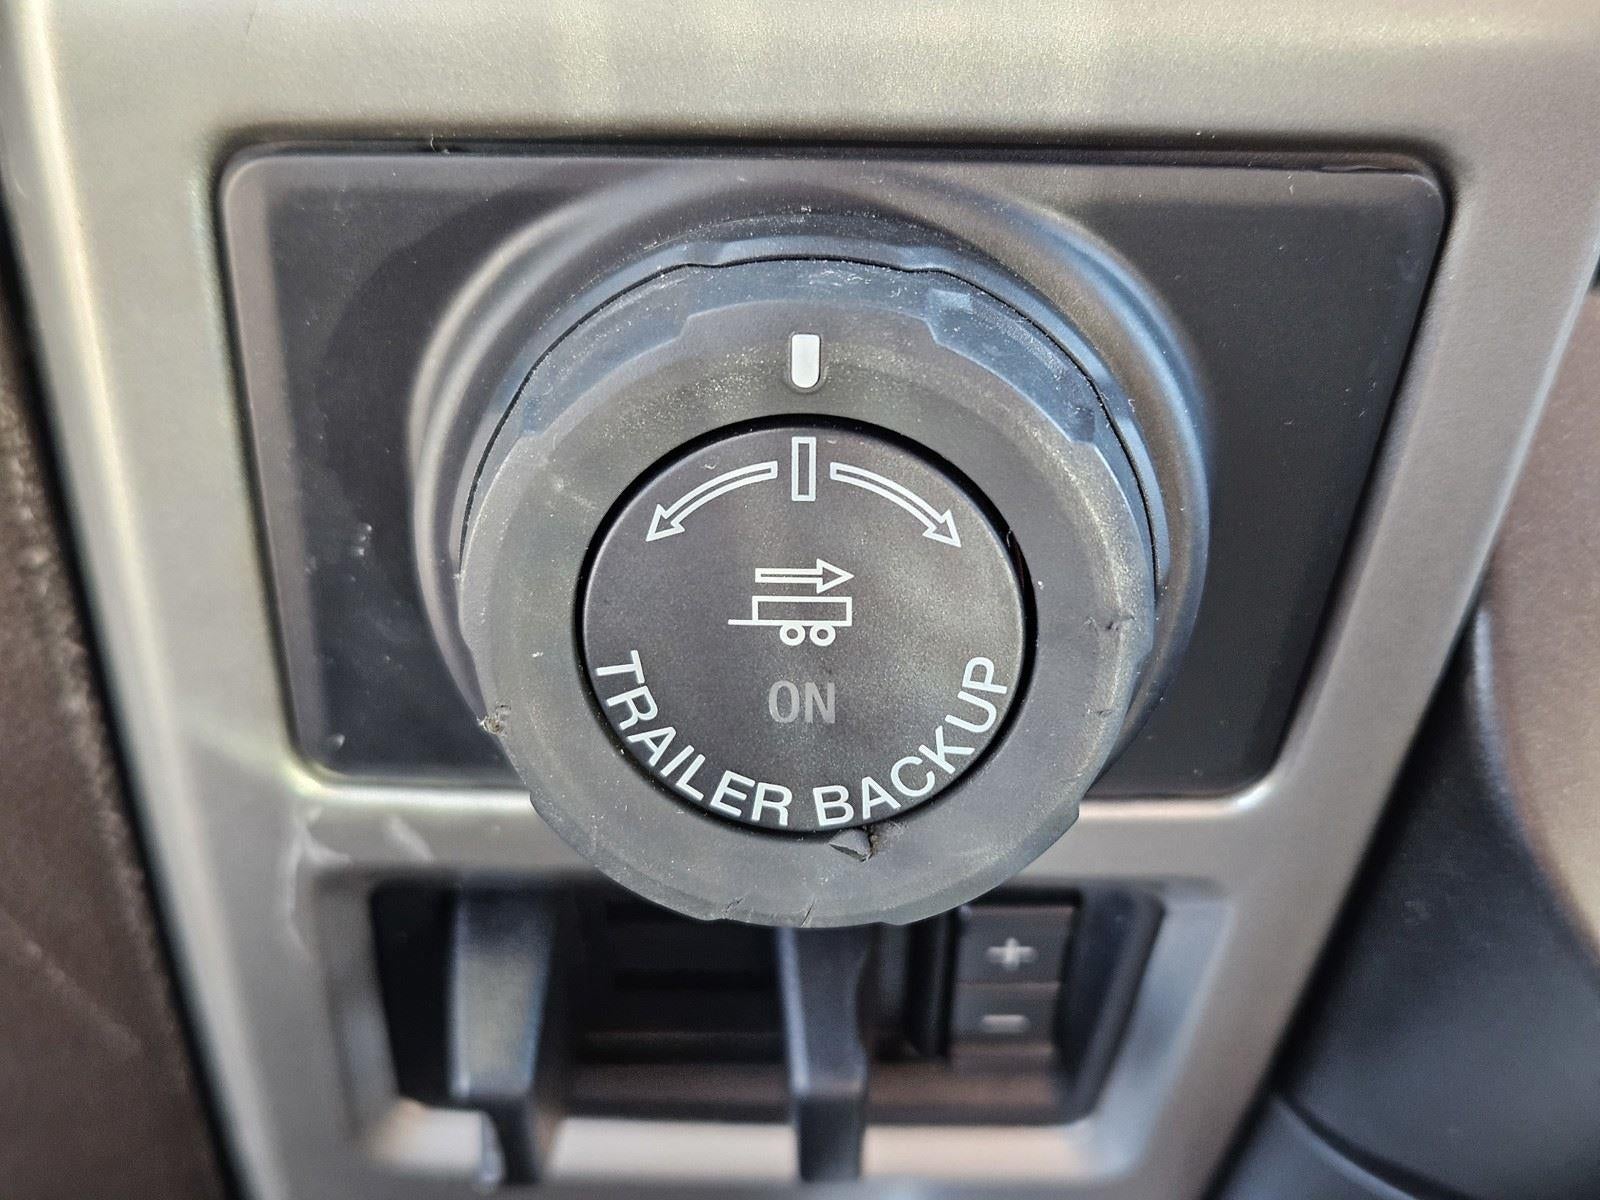 ON
TRAILER BACKUP
+
-